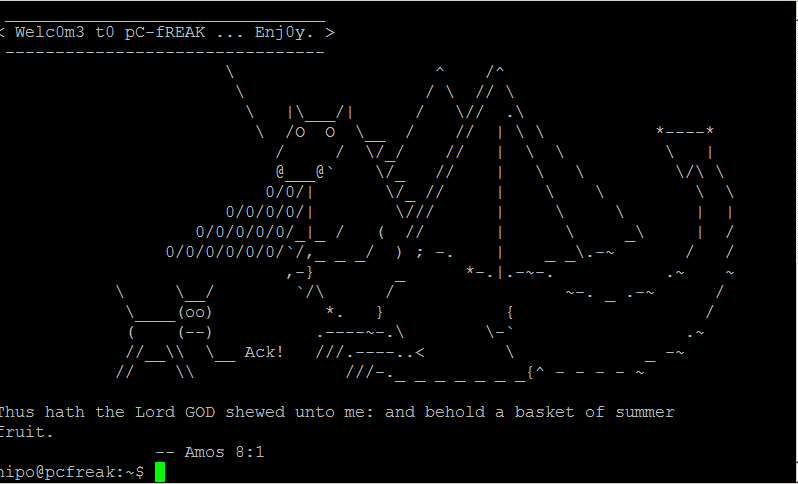 < Welc0m3 t0 pC-fREAK ... Enj0y. >
Ack!
Thus hath the Lord GOD shewed unto me: and behold a basket of summer
fruit.
-- Amos 8:1
hipo@pcfreak:~$